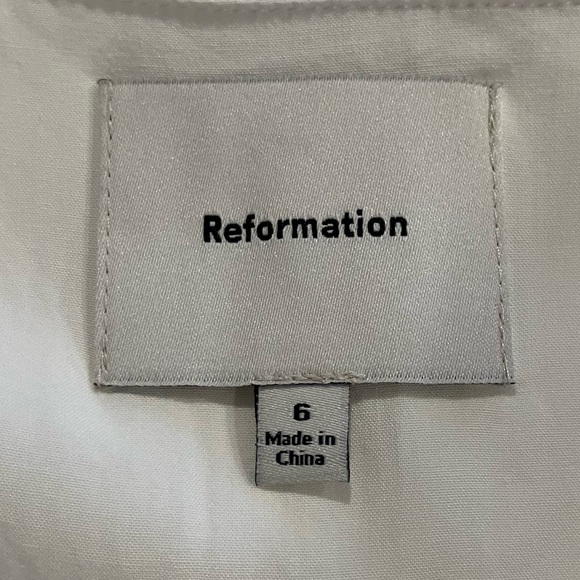 Reformation
6
Made in
China